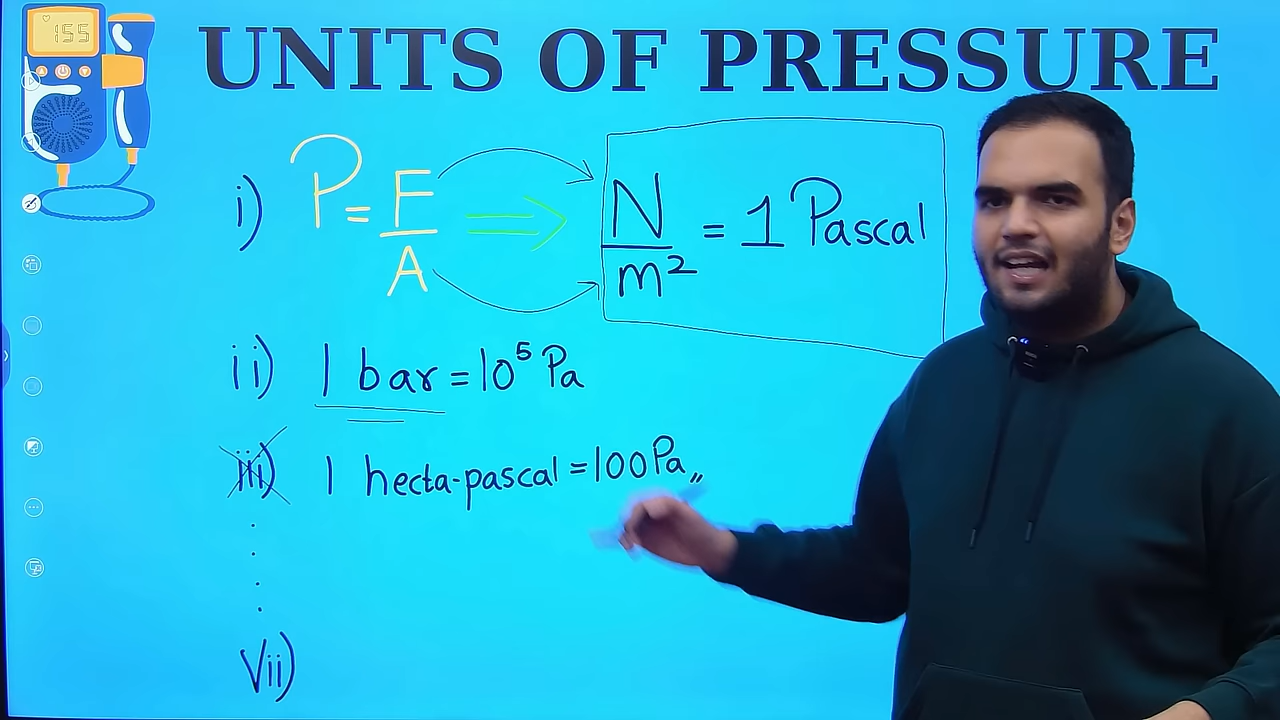 155
UNITS OF PRESSURE
i) P = F/A ⇒ N/m² = 1 Pascal
ii) 1 bar = 10⁵ Pa
iii) 1 hecta-pascal = 100 Pa,,
Vii)